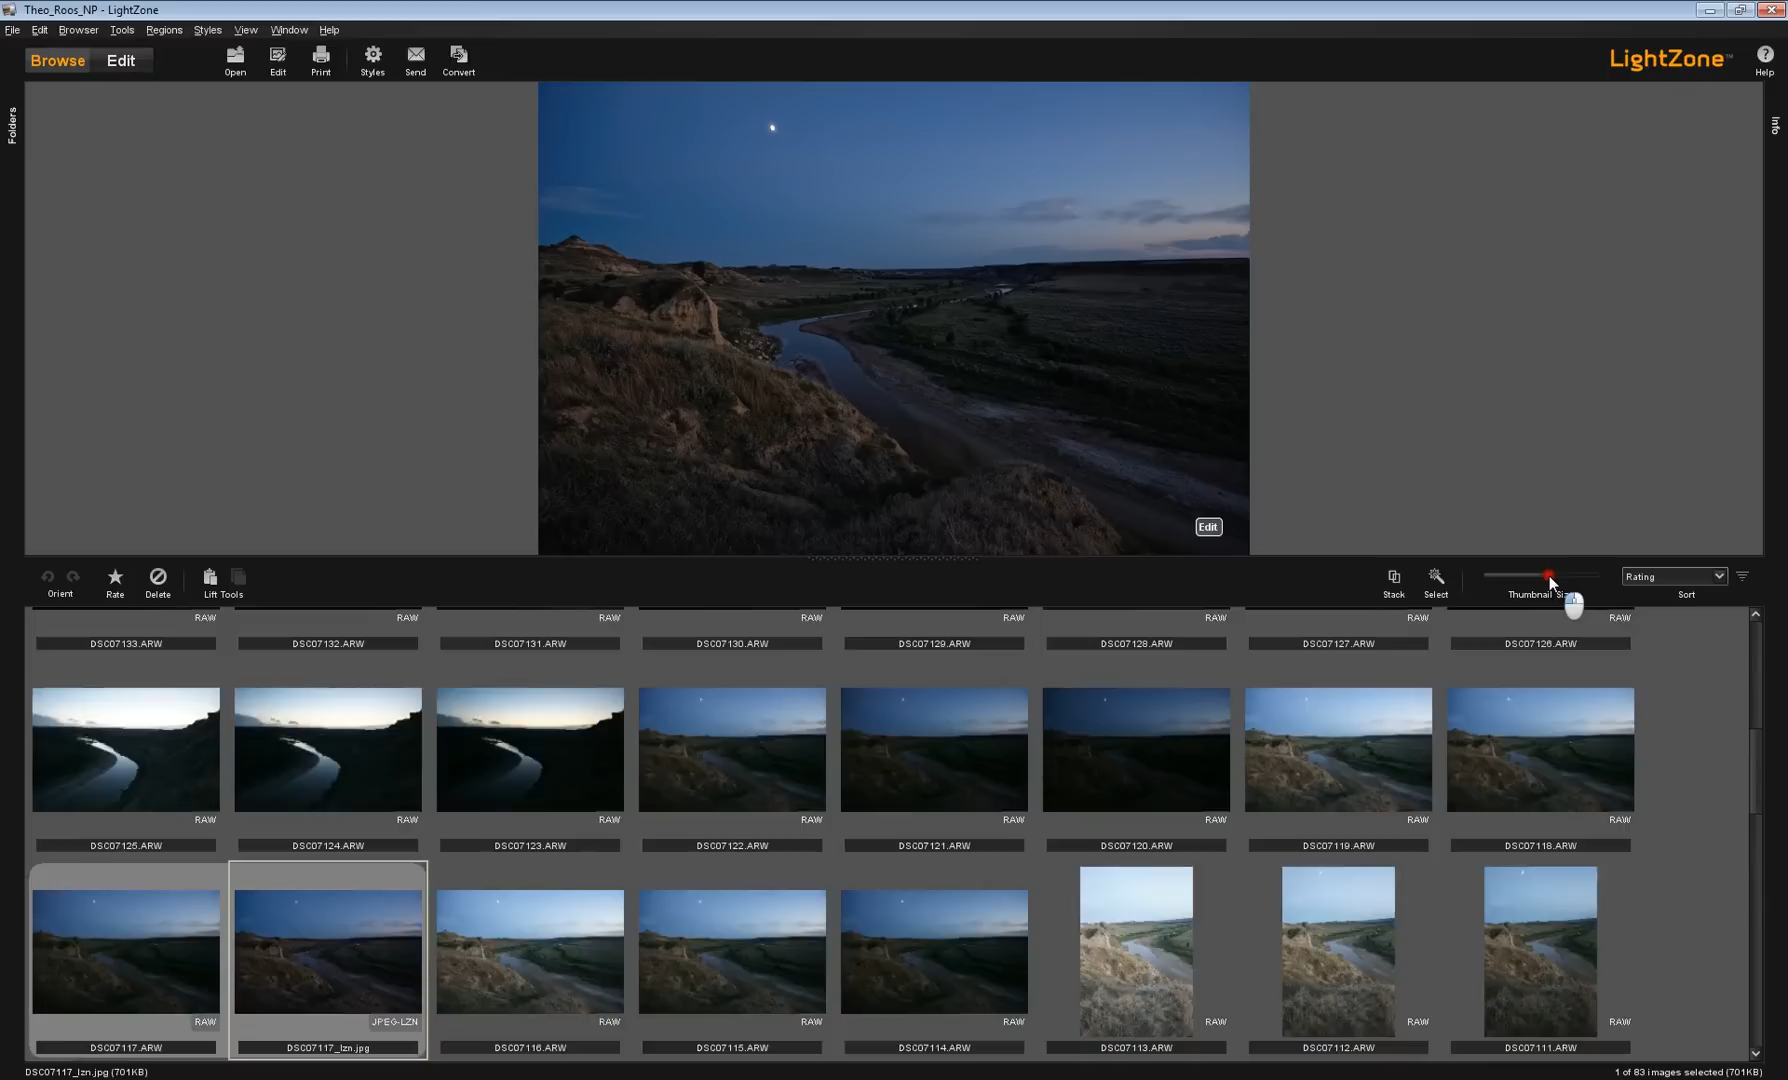 Theo_Roos_NP - LightZone
File Edit Browser Tools Regions Styles View Window Help
Browse Edit
Open Edit Print Styles Send Convert
LightZone™
Help
Folders
Info
Edit
Orient Rate Delete Lift Tools
Stack Select Thumbnail Rating Sort
RAW RAW RAW RAW RAW RAW RAW RAW
DSC07133.ARW DSC07132.ARW DSC07131.ARW DSC07130.ARW DSC07129.ARW DSC07128.ARW DSC07127.ARW DSC07126.ARW
RAW RAW RAW RAW RAW RAW RAW RAW
DSC07125.ARW DSC07124.ARW DSC07123.ARW DSC07122.ARW DSC07121.ARW DSC07120.ARW DSC07119.ARW DSC07118.ARW
RAW JPEG-LZN RAW RAW RAW RAW RAW RAW
DSC07117.ARW DSC07117_lzn.jpg DSC07116.ARW DSC07115.ARW DSC07114.ARW DSC07113.ARW DSC07112.ARW DSC07111.ARW
DSC07117_lzn.jpg (701KB)
1 of 83 images selected (701KB)